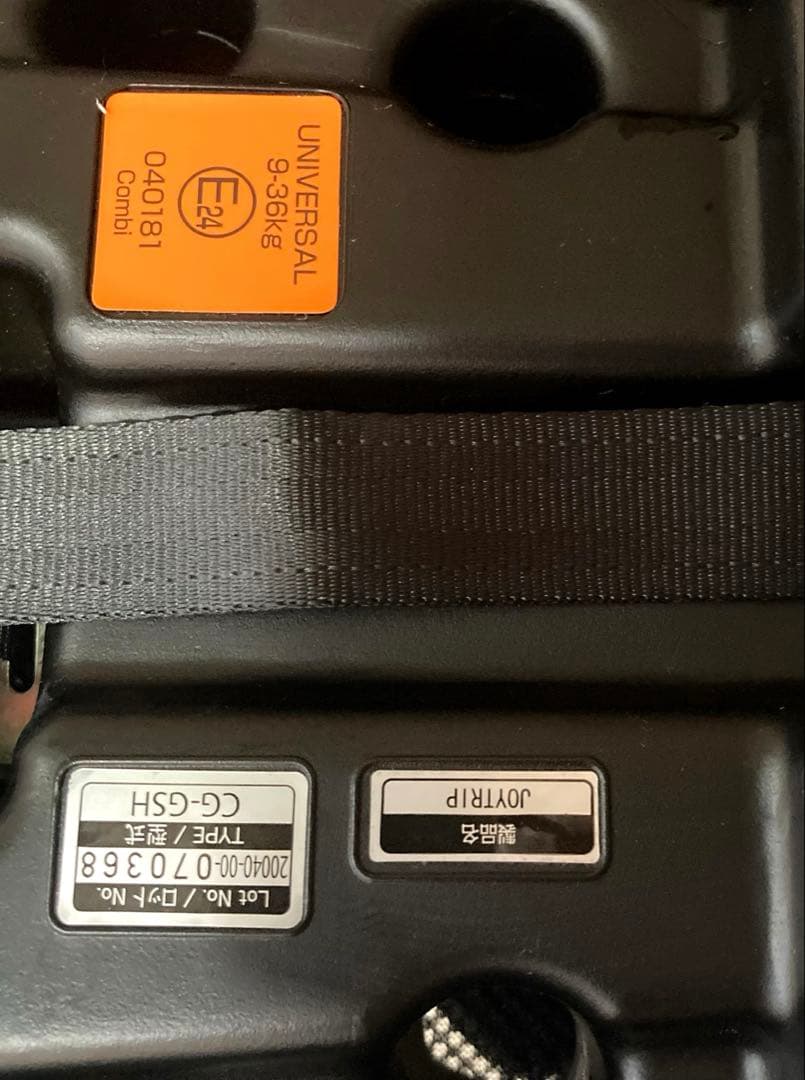 UNIVERSAL
9-36kg
E24
040181
Combi
製品名
JOYTRIP
Lot No. / ロット No.
20040-00-070368
TYPE / 型式
CG-GSH